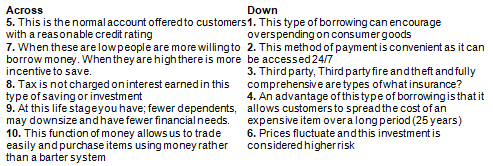 Across
5. This is the normal account offered to customers
with a reasonable credit rating
7. When these are low people are more willing to
borrow money. When they are high there is more
incentive to save.
8. Tax is not charged on interest earned in this
type of saving or investment
9. At this life stage you have; fewer dependents,
may downsize and have fewer financial needs.
10. This function of money allows us to trade
easily and purchase items using money rather
than a barter system
Down
1. This type of borrowing can encourage
overspending on consumer goods
2. This method of payment is convenient as it can
be accessed 24/7
3. Third party, Third party fire and theft and fully
comprehensive are types of what insurance?
4. An advantage of this type of borrowing is that it
allows customers to spread the cost of an
expensive item over a long period (25 years)
6. Prices fluctuate and this investment is
considered higher risk